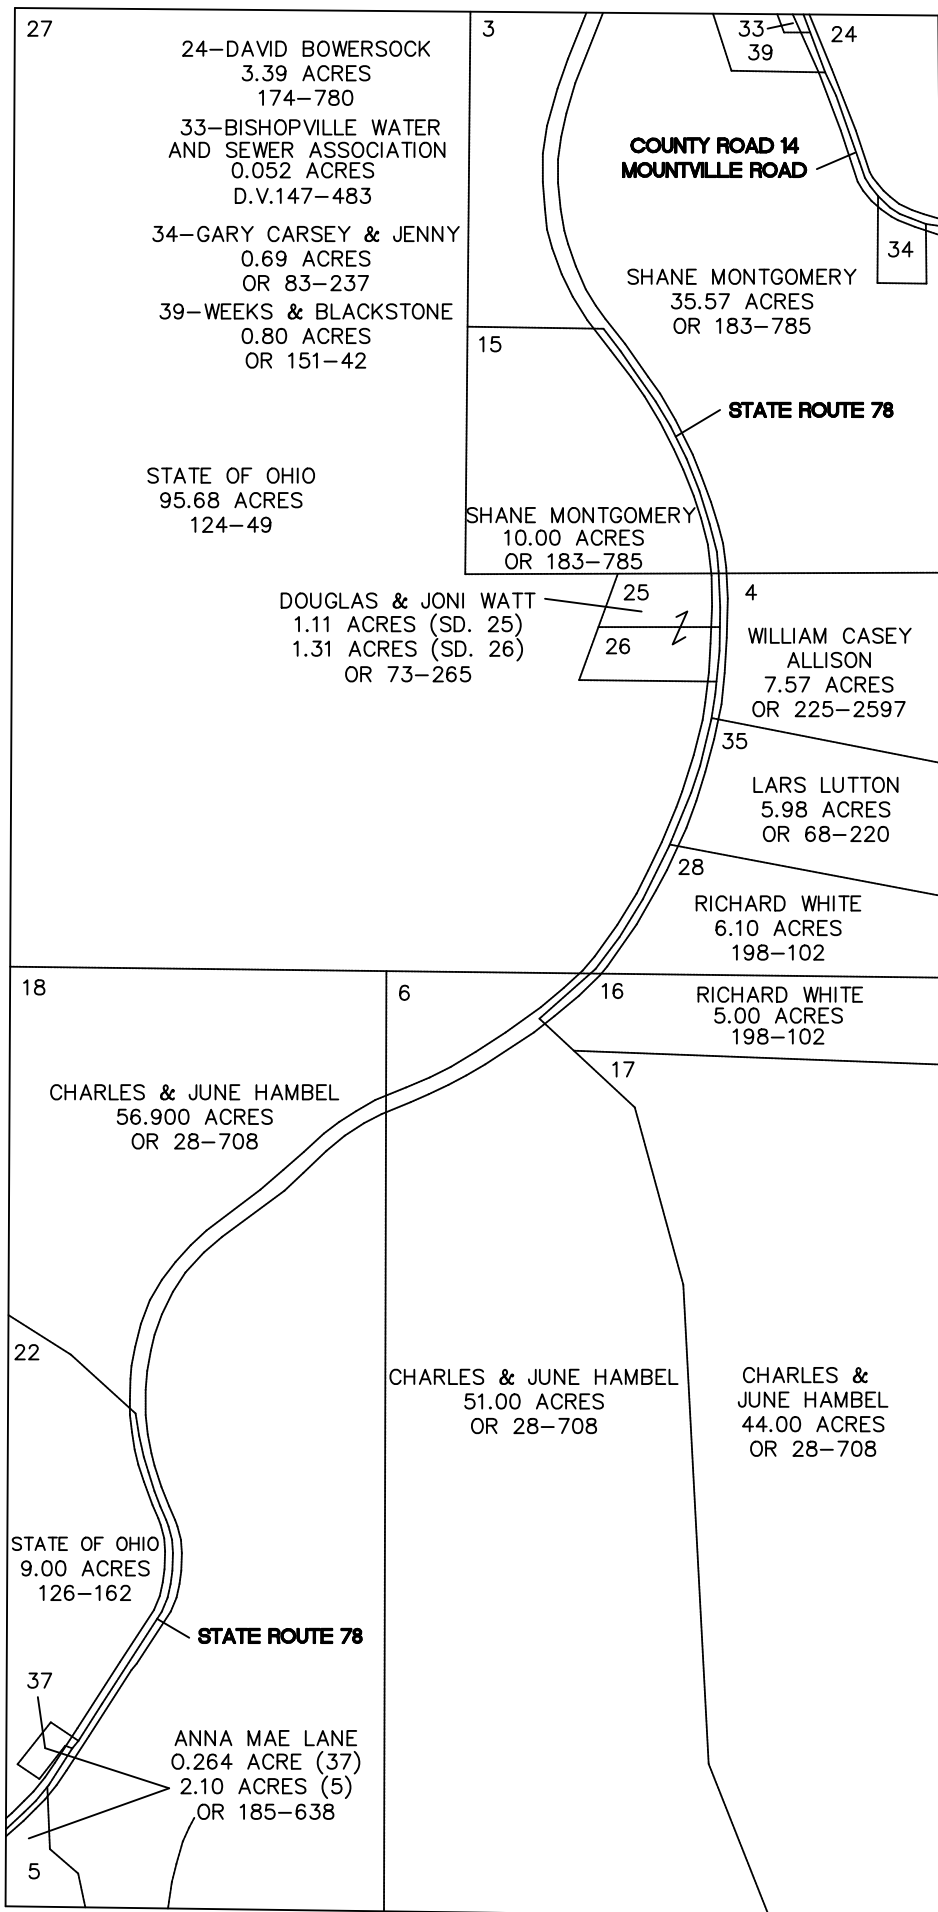 27
24-DAVID BOWERSOCK
3.39 ACRES
174-780
33-BISHOPVILLE WATER
AND SEWER ASSOCIATION
0.052 ACRES
D.V.147-483
34-GARY CARSEY & JENNY
0.69 ACRES
OR 83-237
39-WEEKS & BLACKSTONE
0.80 ACRES
OR 151-42
3
33
39
24
COUNTY ROAD 14
MOUNTVILLE ROAD
34
SHANE MONTGOMERY
35.57 ACRES
OR 183-785
15
STATE ROUTE 78
STATE OF OHIO
95.68 ACRES
124-49
SHANE MONTGOMERY
10.00 ACRES
OR 183-785
DOUGLAS & JONI WATT
1.11 ACRES (SD. 25)
1.31 ACRES (SD. 26)
OR 73-265
25
26
4
WILLIAM CASEY
ALLISON
7.57 ACRES
OR 225-2597
35
LARS LUTTON
5.98 ACRES
OR 68-220
28
RICHARD WHITE
6.10 ACRES
198-102
18
6
16
RICHARD WHITE
5.00 ACRES
198-102
17
CHARLES & JUNE HAMBEL
56.900 ACRES
OR 28-708
22
CHARLES & JUNE HAMBEL
51.00 ACRES
OR 28-708
CHARLES &
JUNE HAMBEL
44.00 ACRES
OR 28-708
STATE OF OHIO
9.00 ACRES
126-162
STATE ROUTE 78
37
ANNA MAE LANE
0.264 ACRE (37)
2.10 ACRES (5)
OR 185-638
5